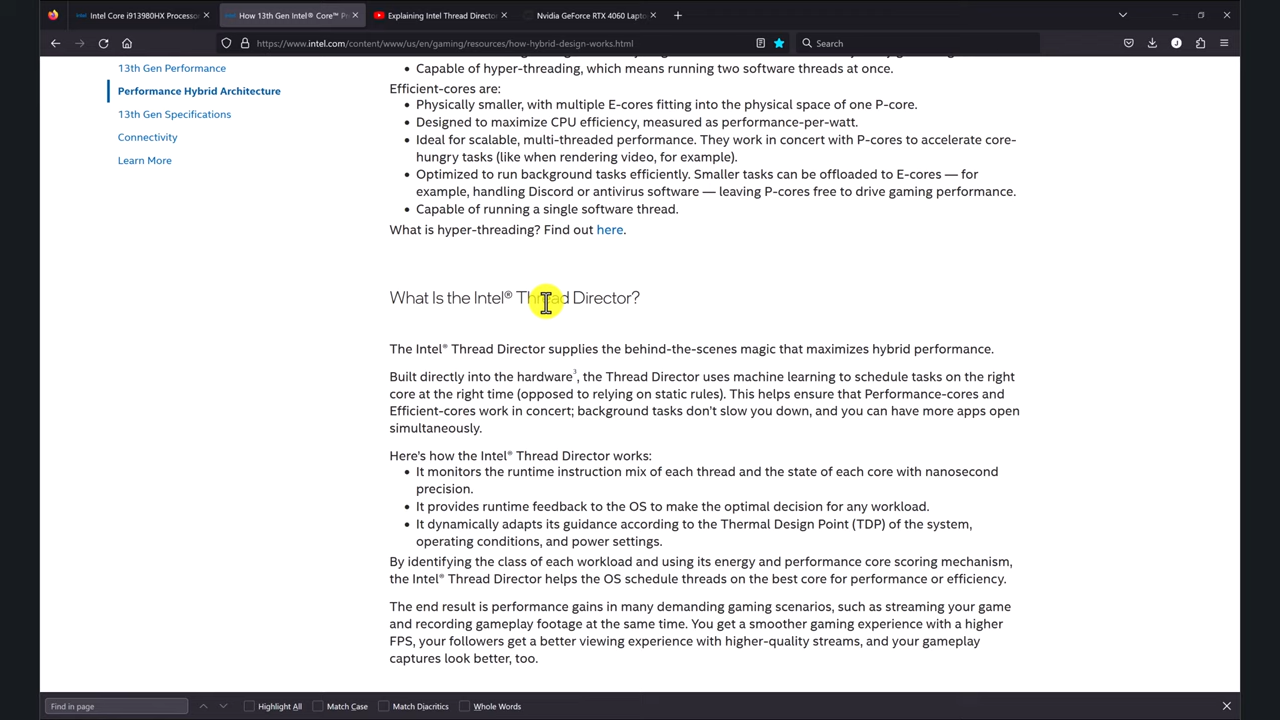 Intel Core i913980HX Processor
How 13th Gen Intel® Core™ Pr
Explaining Intel Thread Director
Nvidia GeForce RTX 4060 Lapto
https://www.intel.com/content/www/us/en/gaming/resources/how-hybrid-design-works.html
Search
13th Gen Performance
Performance Hybrid Architecture
13th Gen Specifications
Connectivity
Learn More
Capable of hyper-threading, which means running two software threads at once.
Efficient-cores are:
Physically smaller, with multiple E-cores fitting into the physical space of one P-core.
Designed to maximize CPU efficiency, measured as performance-per-watt.
Ideal for scalable, multi-threaded performance. They work in concert with P-cores to accelerate core-
hungry tasks (like when rendering video, for example).
Optimized to run background tasks efficiently. Smaller tasks can be offloaded to E-cores — for
example, handling Discord or antivirus software — leaving P-cores free to drive gaming performance.
Capable of running a single software thread.
What is hyper-threading? Find out here.
What Is the Intel® Thread Director?
The Intel® Thread Director supplies the behind-the-scenes magic that maximizes hybrid performance.
Built directly into the hardware³, the Thread Director uses machine learning to schedule tasks on the right
core at the right time (opposed to relying on static rules). This helps ensure that Performance-cores and
Efficient-cores work in concert; background tasks don't slow you down, and you can have more apps open
simultaneously.
Here's how the Intel® Thread Director works:
It monitors the runtime instruction mix of each thread and the state of each core with nanosecond
precision.
It provides runtime feedback to the OS to make the optimal decision for any workload.
It dynamically adapts its guidance according to the Thermal Design Point (TDP) of the system,
operating conditions, and power settings.
By identifying the class of each workload and using its energy and performance core scoring mechanism,
the Intel® Thread Director helps the OS schedule threads on the best core for performance or efficiency.
The end result is performance gains in many demanding gaming scenarios, such as streaming your game
and recording gameplay footage at the same time. You get a smoother gaming experience with a higher
FPS, your followers get a better viewing experience with higher-quality streams, and your gameplay
captures look better, too.
Find in page
Highlight All
Match Case
Match Diacritics
Whole Words